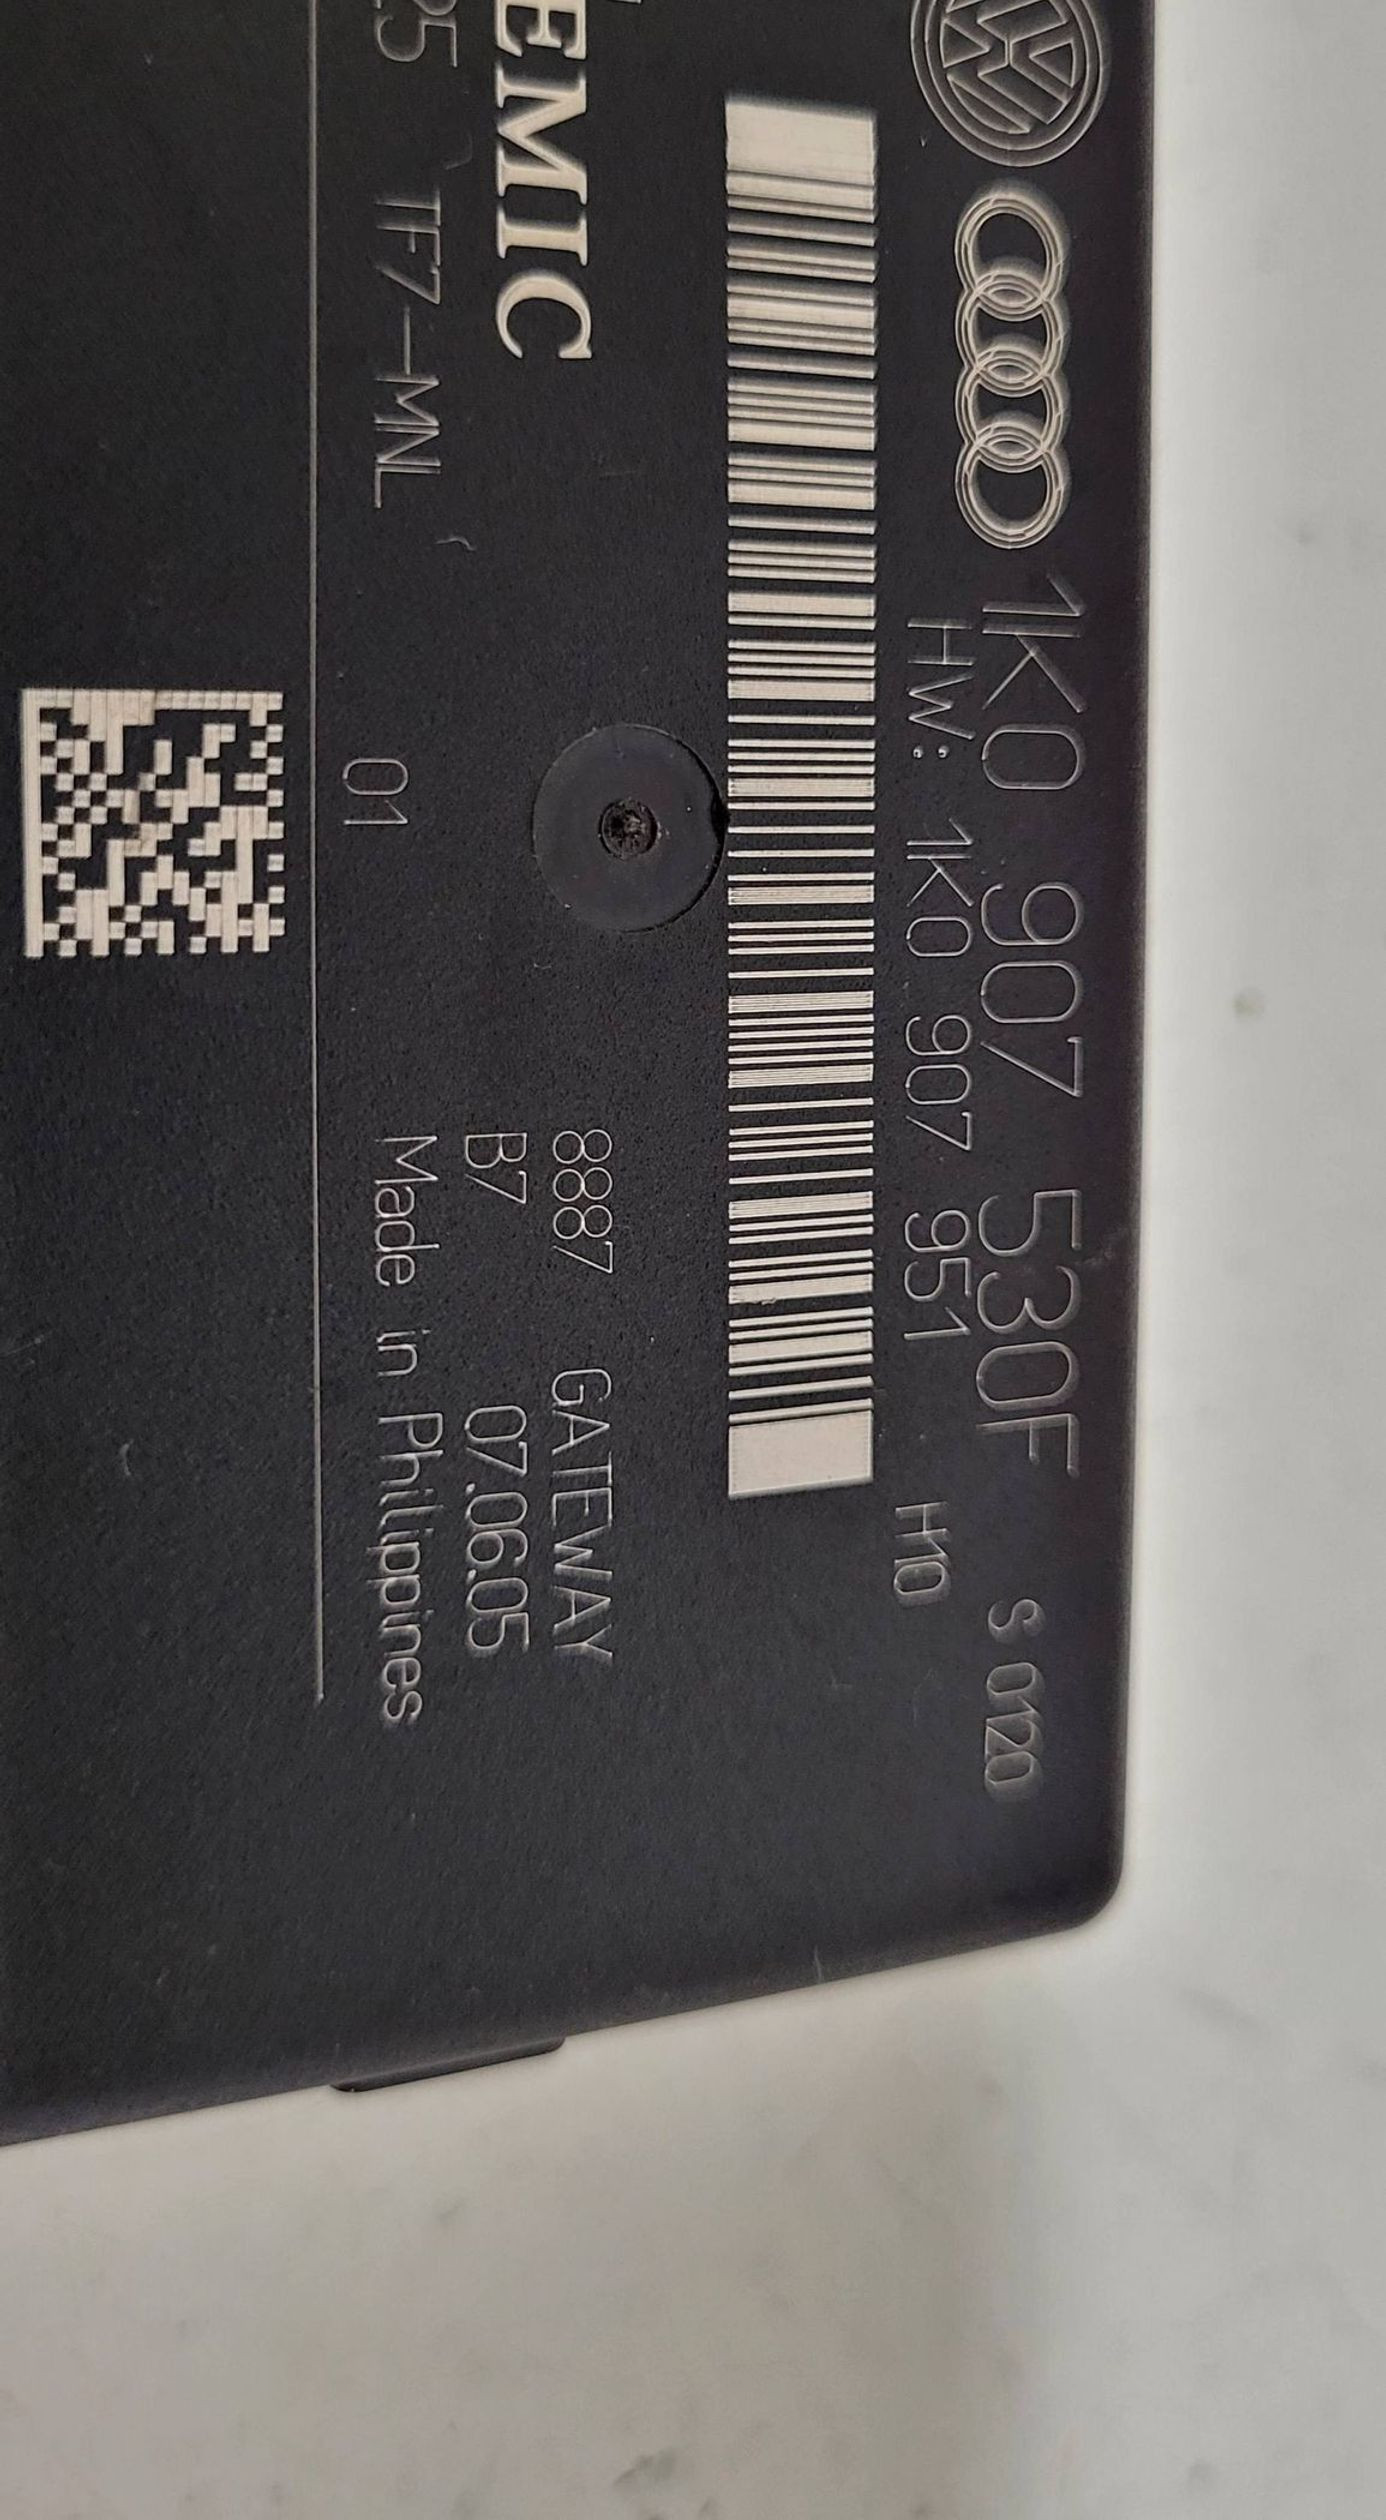 1K0 907 530F S 0120
HW: 1K0 907 951 H10
EMIC 8887 GATEWAY
25 TF7-MNL B7 07.06.05
Made in Philippines
01